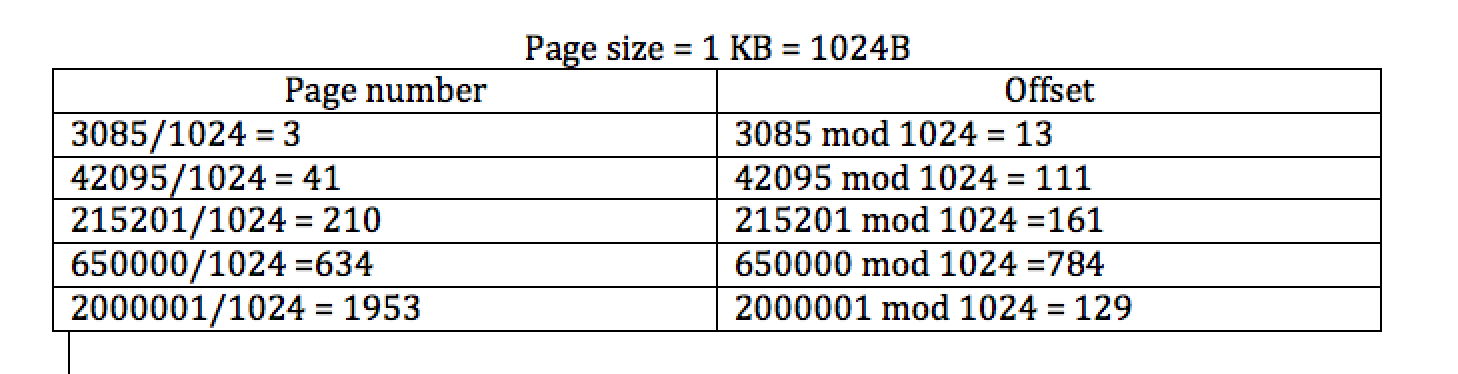 Page size = 1 KB = 1024B
Page number Offset
3085/1024 = 3 3085 mod 1024 = 13
42095/1024 = 41 42095 mod 1024 = 111
215201/1024 = 210 215201 mod 1024 =161
650000/1024 =634 650000 mod 1024 =784
2000001/1024 = 1953 2000001 mod 1024 = 129